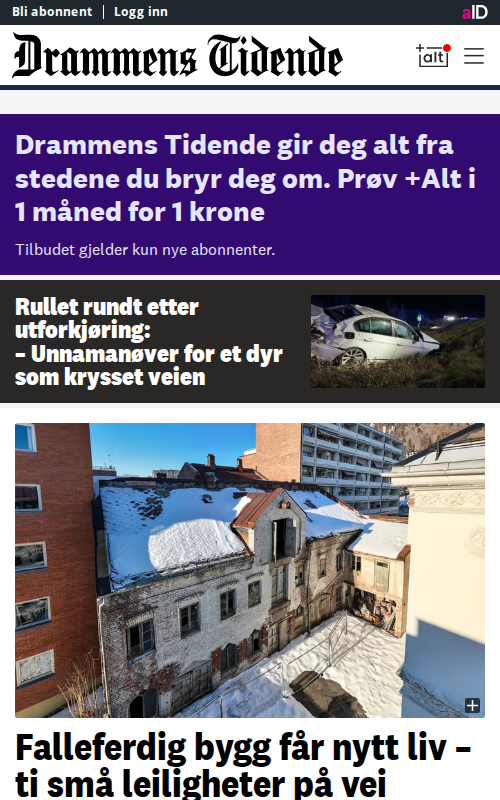 Bli abonnent | Logg inn
aID
Drammens Tidende
+alt
Drammens Tidende gir deg alt fra
stedene du bryr deg om. Prøv +Alt i
1 måned for 1 krone
Tilbudet gjelder kun nye abonnenter.
Rullet rundt etter
utforkjøring:
– Unnamanøver for et dyr
som krysset veien
Falleferdig bygg får nytt liv –
ti små leiligheter på vei